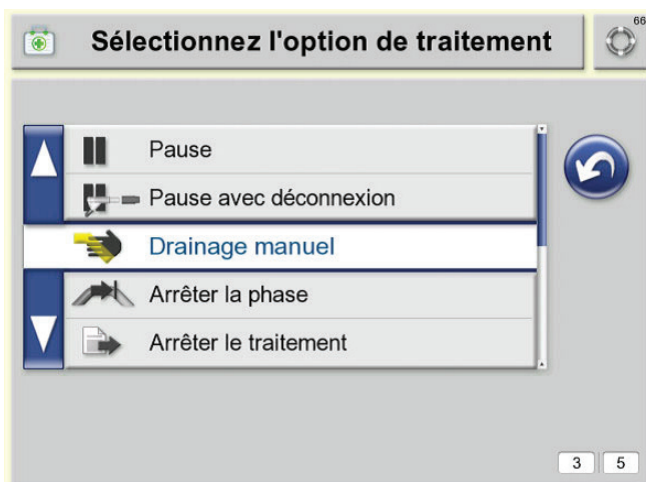 Sélectionnez l'option de traitement
66
Pause
Pause avec déconnexion
Drainage manuel
Arrêter la phase
Arrêter le traitement
3 5